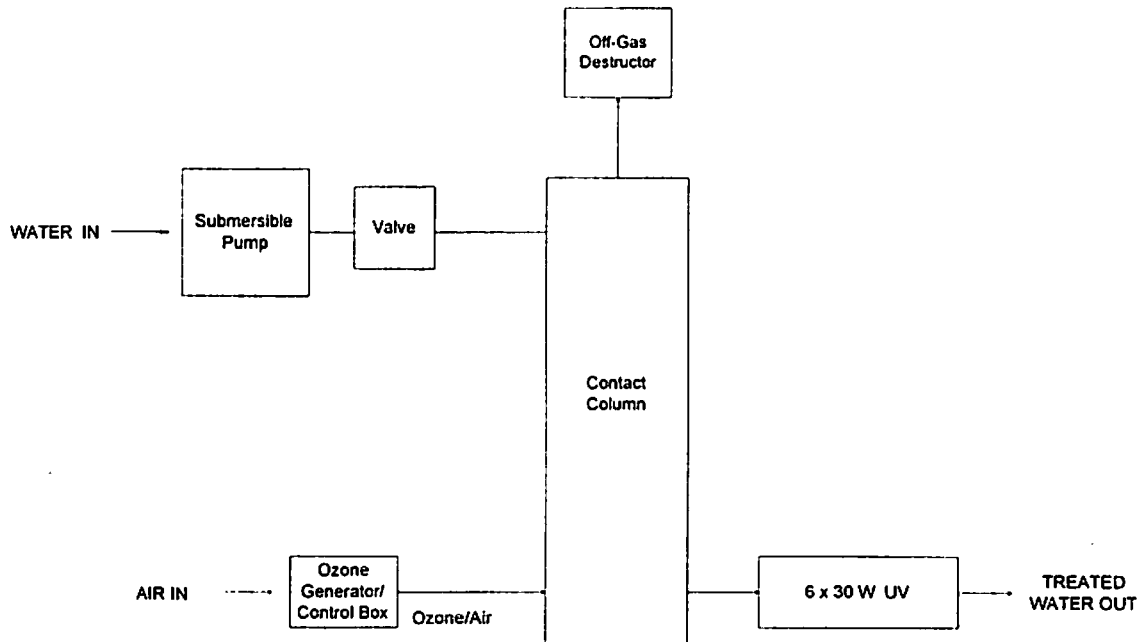 Off-Gas
Destructor
WATER IN
Submersible
Pump
Valve
Contact
Column
AIR IN
Ozone
Generator/
Control Box
Ozone/Air
6 x 30 W UV
TREATED
WATER OUT